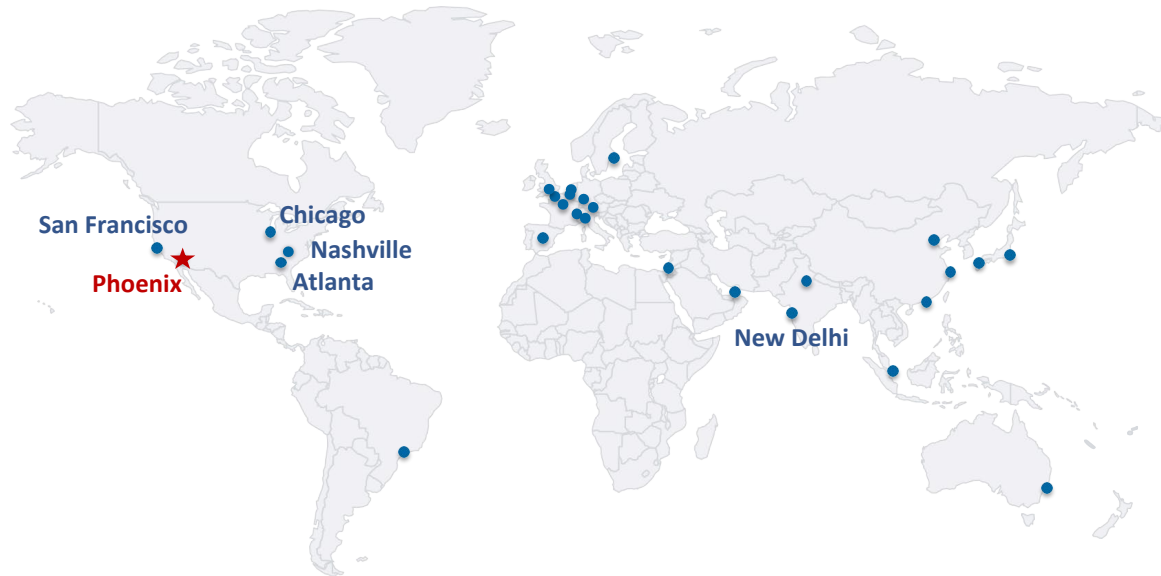 Chicago
San Francisco
Nashville
Phoenix
Atlanta
New Delhi